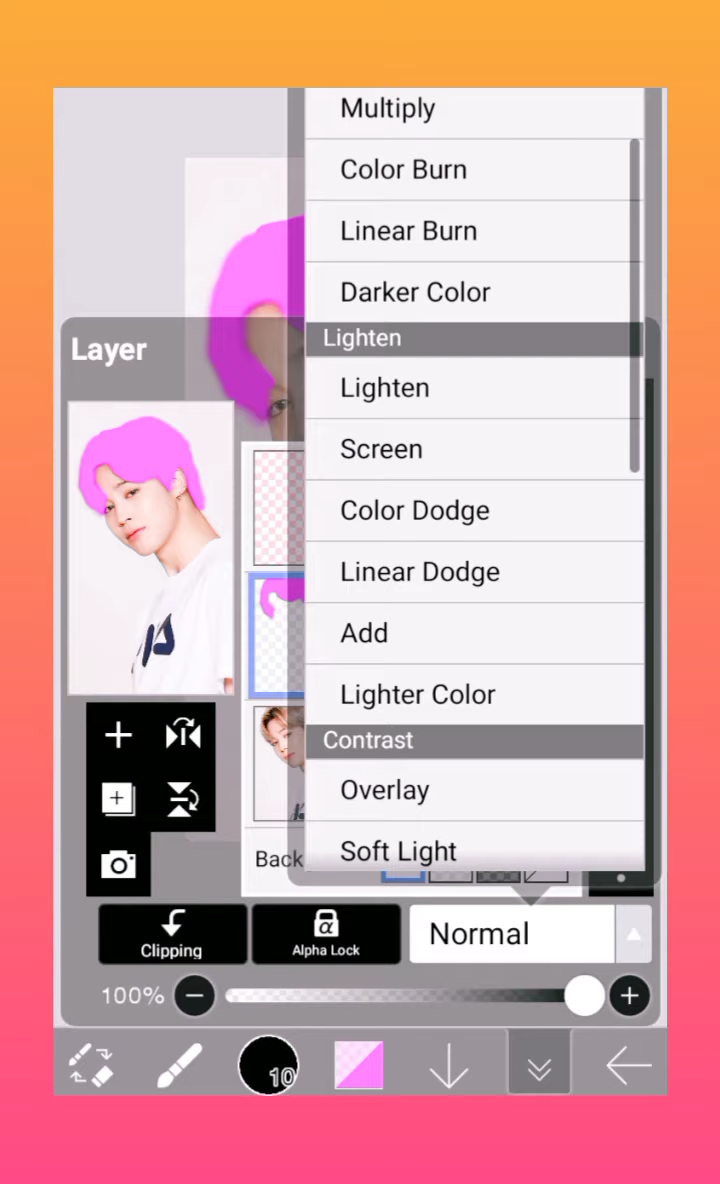 Multiply
Color Burn
Linear Burn
Darker Color
Lighten
Lighten
Screen
Color Dodge
Linear Dodge
Add
Lighter Color
Contrast
Overlay
Soft Light
Layer
Back
Clipping
α
Alpha Lock
Normal
100%
10